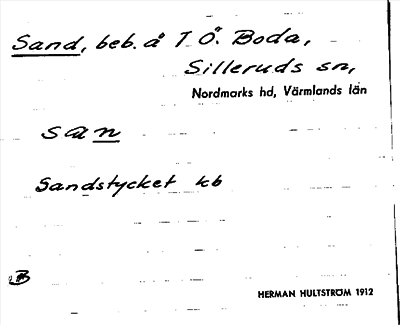 Sand, beb. å T. Ö. Boda,
Silleruds sn,
Nordmarks hd, Värmlands län
san
Sandstycket kb
B
HERMAN HULTSTRÖM 1912